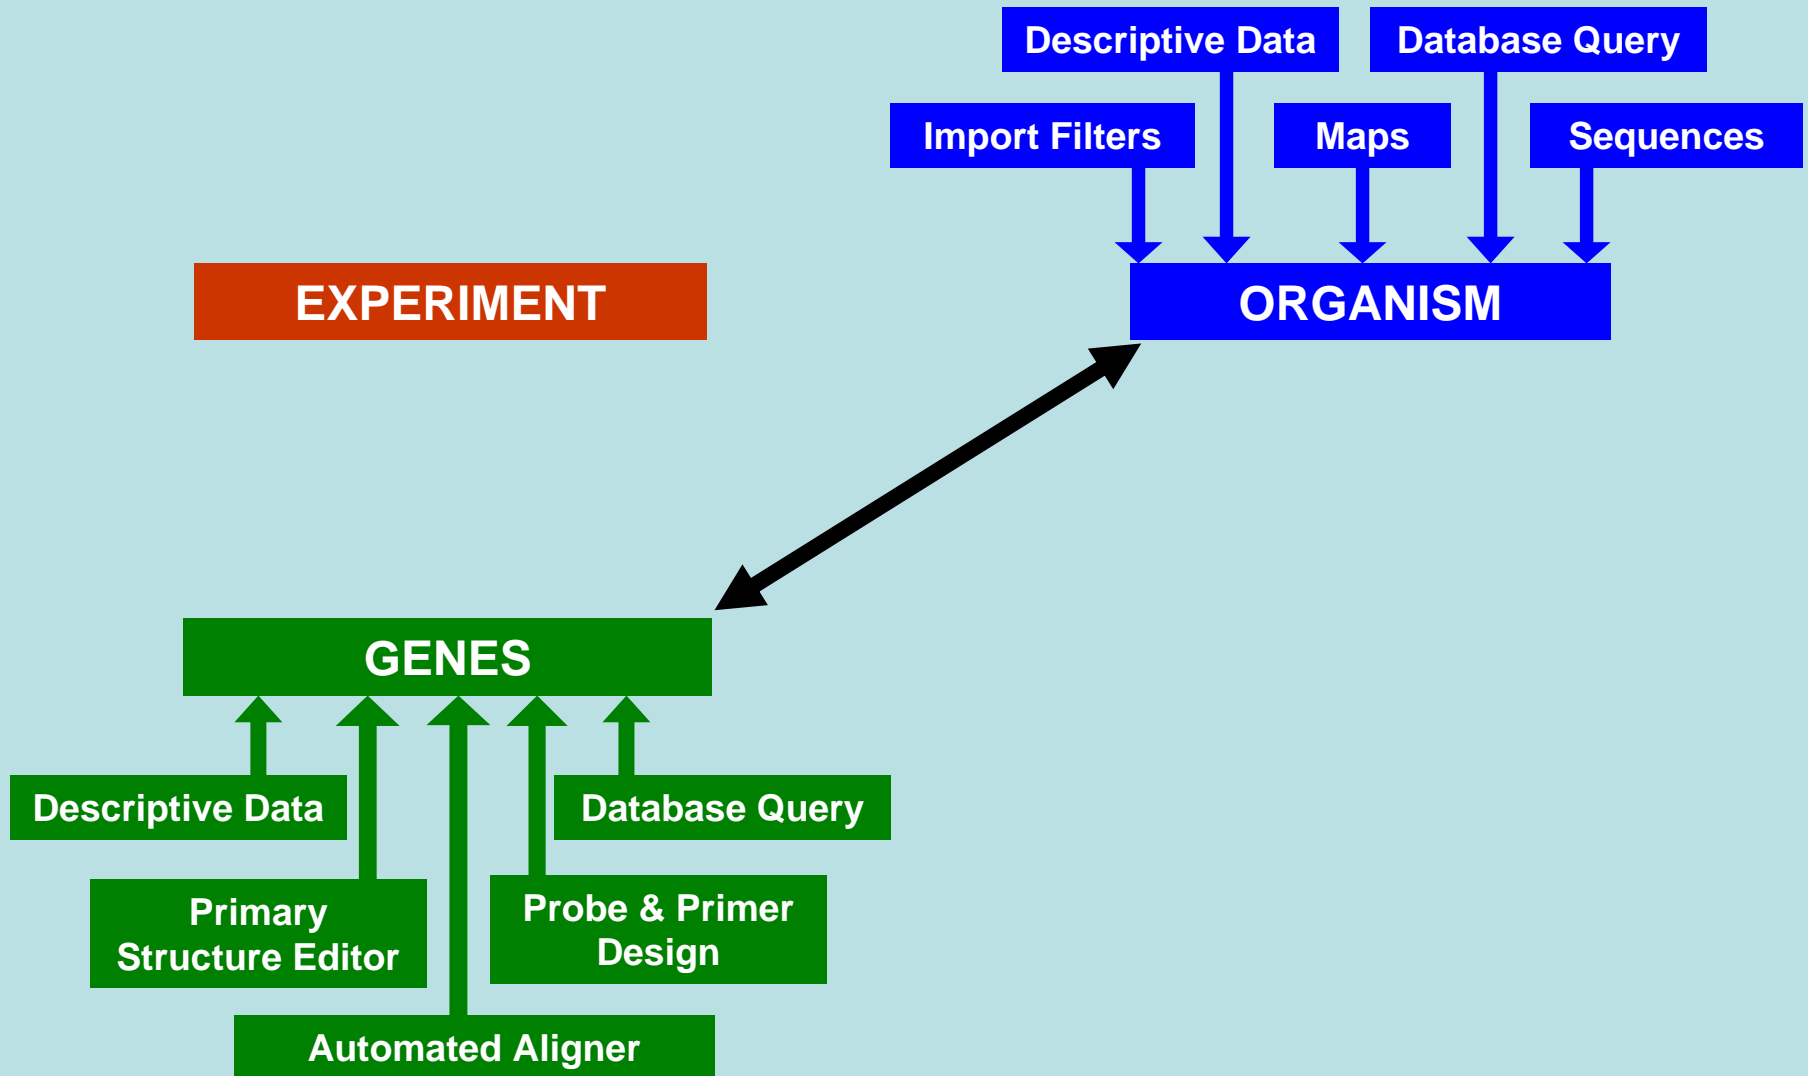 Descriptive Data
Database Query
Import Filters
Maps
Sequences
EXPERIMENT
ORGANISM
GENES
Descriptive Data
Database Query
Primary
Structure Editor
Probe & Primer
Design
Automated Aligner